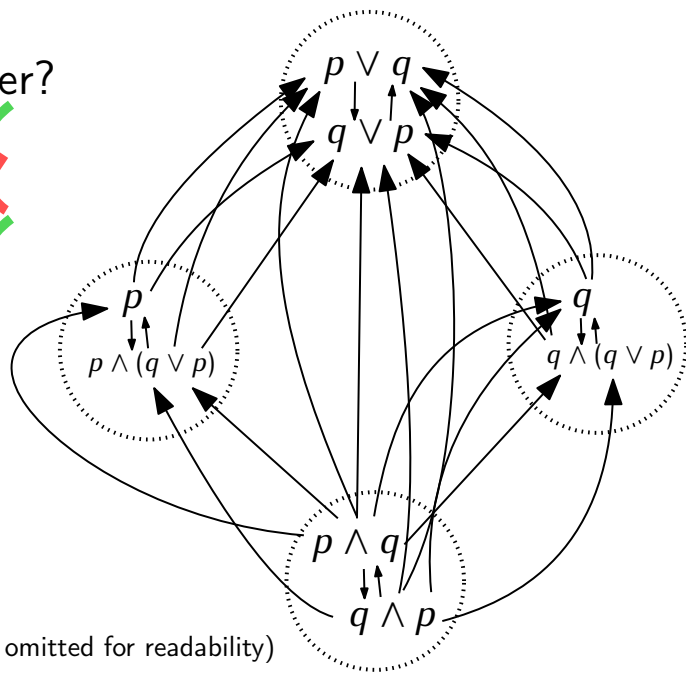 er?
p ∨ q
q ∨ p
p
p ∧ (q ∨ p)
q
q ∧ (q ∨ p)
p ∧ q
q ∧ p
omitted for readability)